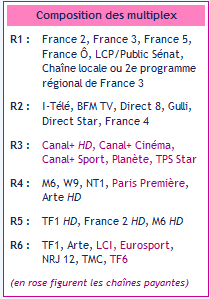 Composition des multiplex
R1 : France 2, France 3, France 5,
France Ô, LCP/Public Sénat,
Chaîne locale ou 2e programme
régional de France 3
R2 : I-Télé, BFM TV, Direct 8, Gulli,
Direct Star, France 4
R3 : Canal+ HD, Canal+ Cinéma,
Canal+ Sport, Planète, TPS Star
R4 : M6, W9, NT1, Paris Première,
Arte HD
R5 : TF1 HD, France 2 HD, M6 HD
R6 : TF1, Arte, LCI, Eurosport,
NRJ 12, TMC, TF6
(en rose figurent les chaînes payantes)